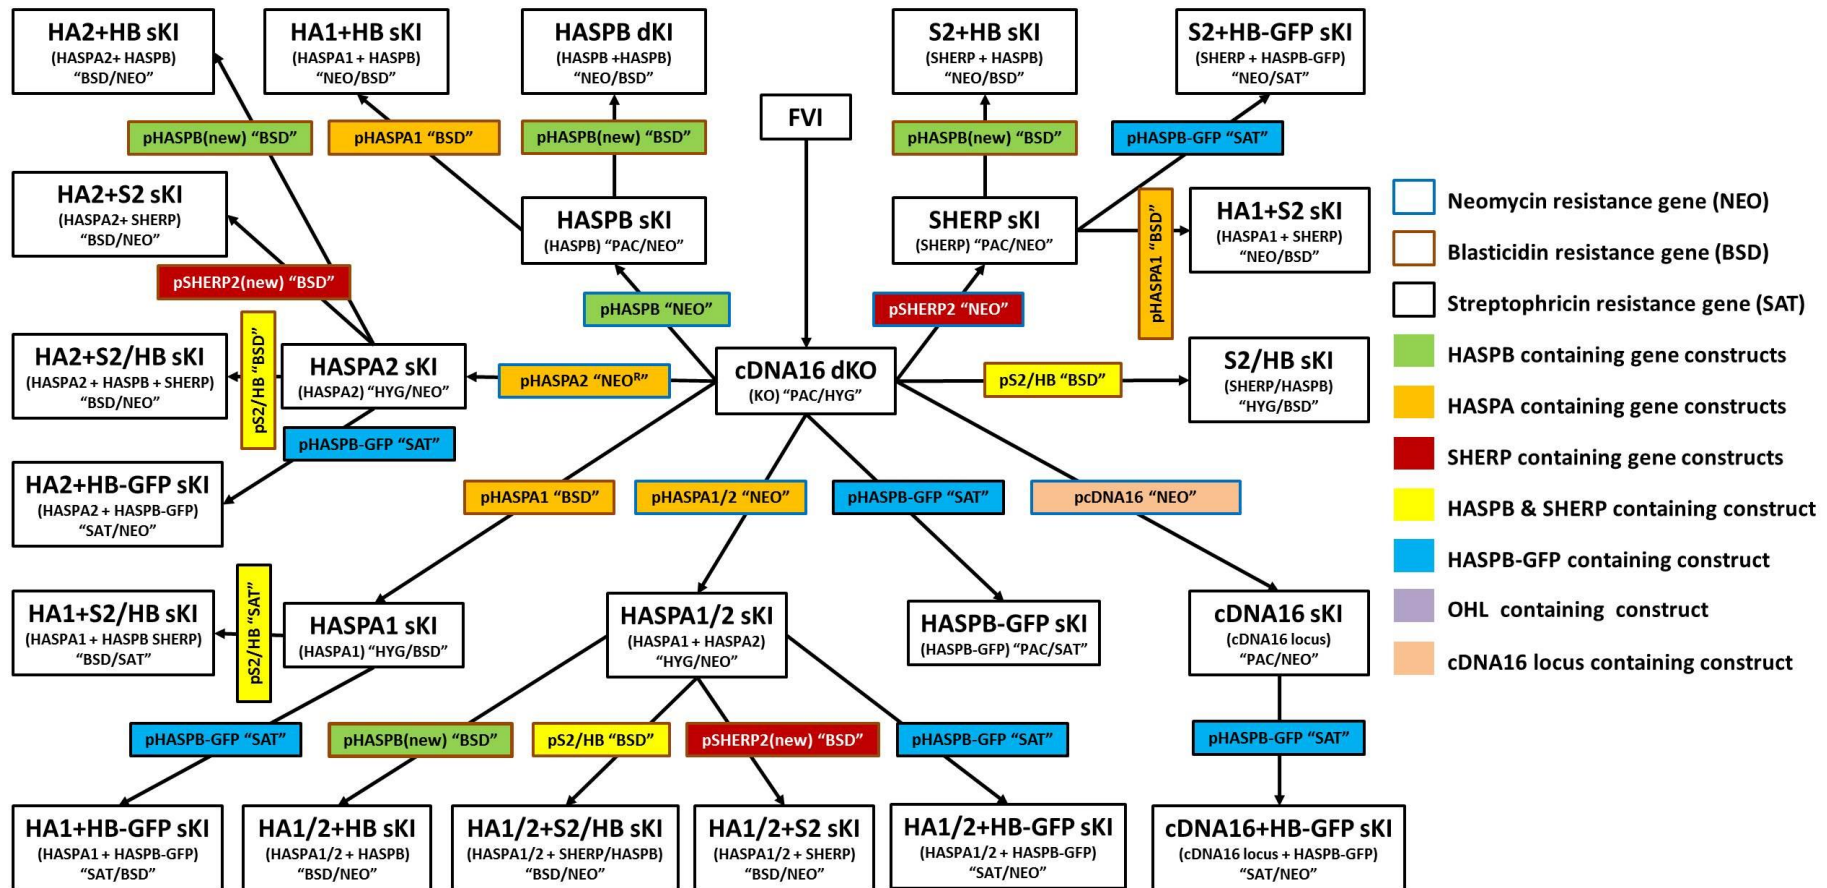 HA2+HB sKI
(HASPA2+ HASPB)
“BSD/NEO”
HA1+HB sKI
(HASPA1 + HASPB)
“NEO/BSD”
HASPB dKI
(HASPB +HASPB)
“NEO/BSD”
FVI
S2+HB sKI
(SHERP + HASPB)
“NEO/BSD”
S2+HB-GFP sKI
(SHERP + HASPB-GFP)
“NEO/SAT”
pHASPB(new) “BSD”
pHASPA1 “BSD”
pHASPB(new) “BSD”
pHASPB(new) “BSD”
pHASPB-GFP “SAT”
HA2+S2 sKI
(HASPA2+ SHERP)
“BSD/NEO”
HASPB sKI
(HASPB) “PAC/NEO”
SHERP sKI
(SHERP) “PAC/NEO”
pHASPA1 “BSD”
HA1+S2 sKI
(HASPA1 + SHERP)
“NEO/BSD”
pSHERP2(new) “BSD”
pHASPB “NEO”
pSHERP2 “NEO”
HA2+S2/HB sKI
(HASPA2 + HASPB + SHERP)
“BSD/NEO”
pS2/HB “BSD”
HASPA2 sKI
(HASPA2) “HYG/NEO”
pHASPA2 “NEOR”
cDNA16 dKO
(KO) “PAC/HYG”
pS2/HB “BSD”
S2/HB sKI
(SHERP/HASPB)
“HYG/BSD”
pHASPB-GFP “SAT”
HA2+HB-GFP sKI
(HASPA2 + HASPB-GFP)
“SAT/NEO”
pHASPA1 “BSD”
pHASPA1/2 “NEO”
pHASPB-GFP “SAT”
pcDNA16 “NEO”
HA1+S2/HB sKI
(HASPA1 + HASPB SHERP)
“BSD/SAT”
pS2/HB “SAT”
HASPA1 sKI
(HASPA1) “HYG/BSD”
HASPA1/2 sKI
(HASPA1 + HASPA2)
“HYG/NEO”
HASPB-GFP sKI
(HASPB-GFP) “PAC/SAT”
cDNA16 sKI
(cDNA16 locus)
“PAC/NEO”
pHASPB-GFP “SAT”
pHASPB(new) “BSD”
pS2/HB “BSD”
pSHERP2(new) “BSD”
pHASPB-GFP “SAT”
pHASPB-GFP “SAT”
HA1+HB-GFP sKI
(HASPA1 + HASPB-GFP)
“SAT/BSD”
HA1/2+HB sKI
(HASPA1/2 + HASPB)
“BSD/NEO”
HA1/2+S2/HB sKI
(HASPA1/2 + SHERP/HASPB)
“BSD/NEO”
HA1/2+S2 sKI
(HASPA1/2 + SHERP)
“BSD/NEO”
HA1/2+HB-GFP sKI
(HASPA1/2 + HASPB-GFP)
“SAT/NEO”
cDNA16+HB-GFP sKI
(cDNA16 locus + HASPB-GFP)
“SAT/NEO”
Neomycin resistance gene (NEO)
Blasticidin resistance gene (BSD)
Streptophricin resistance gene (SAT)
HASPB containing gene constructs
HASPA containing gene constructs
SHERP containing gene constructs
HASPB & SHERP containing construct
HASPB-GFP containing construct
OHL containing construct
cDNA16 locus containing construct